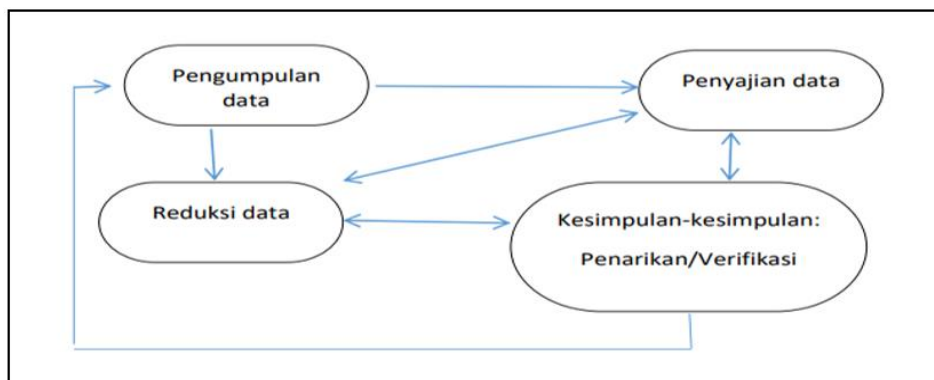 Pengumpulan
data
Penyajian data
Reduksi data
Kesimpulan-kesimpulan:
Penarikan/Verifikasi